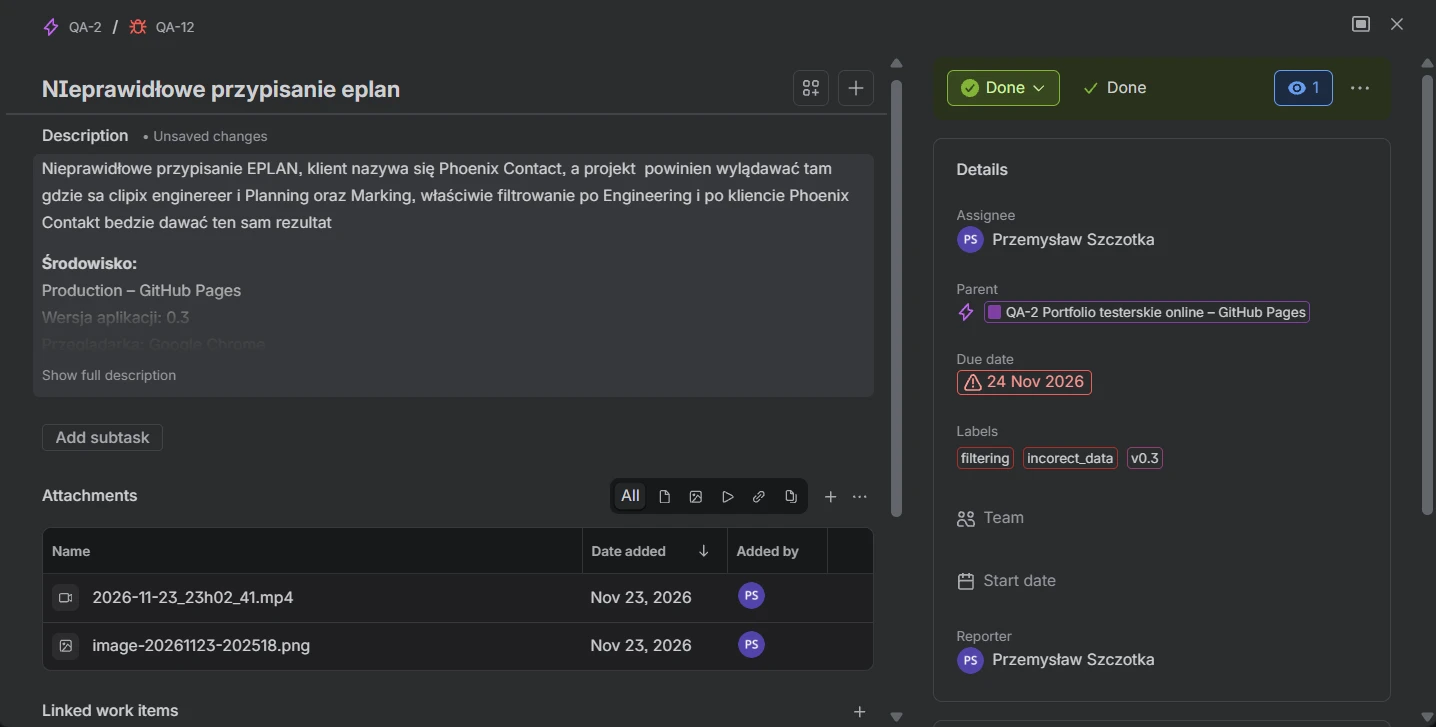 QA-2 / QA-12
NIeprawidłowe przypisanie eplan
Description • Unsaved changes
Nieprawidłowe przypisanie EPLAN, klient nazywa się Phoenix Contact, a projekt  powinien wylądawać tam
gdzie sa clipix enginereer i Planning oraz Marking, właściwie filtrowanie po Engineering i po kliencie Phoenix
Contakt bedzie dawać ten sam rezultat
Środowisko:
Production – GitHub Pages
Wersja aplikacji: 0.3
Przeglądarka: Google Chrome
Show full description
Add subtask
Attachments
All
Name Date added Added by
2026-11-23_23h02_41.mp4 Nov 23, 2026 PS
image-20261123-202518.png Nov 23, 2026 PS
Linked work items
Done Done 1
Details
Assignee
PS Przemysław Szczotka
Parent
QA-2 Portfolio testerskie online – GitHub Pages
Due date
24 Nov 2026
Labels
filtering incorect_data v0.3
Team
Start date
Reporter
PS Przemysław Szczotka